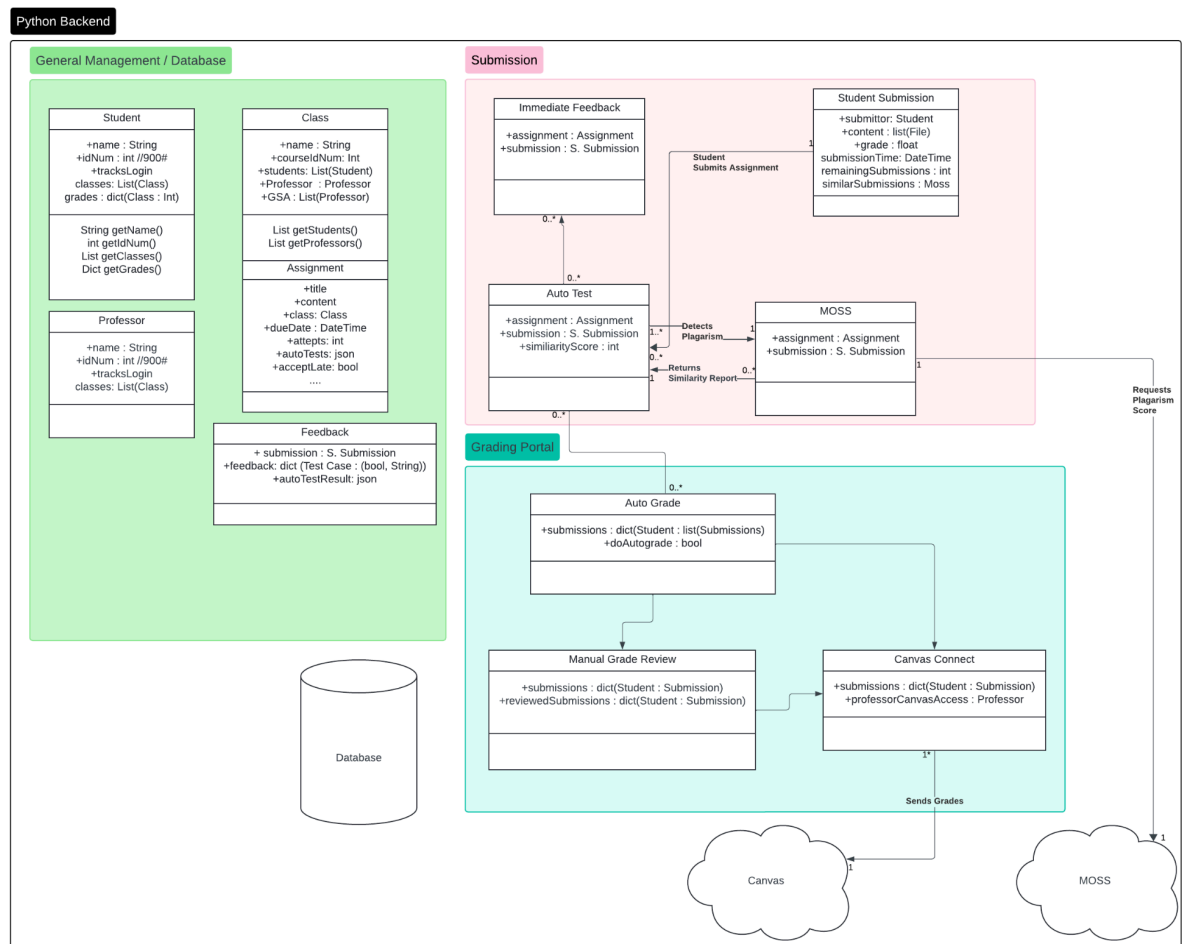 Python Backend
General Management / Database
Student
+name : String
+idNum : int //900#
+tracksLogin
classes: List(Class)
grades : dict(Class : Int)
String getName()
int getIdNum()
List getClasses()
Dict getGrades()
Class
+name : String
+courseIdNum: Int
+students: List(Student)
+Professor : Professor
+GSA : List(Professor)
List getStudents()
List getProfessors()
Assignment
+title
+content
+class: Class
+dueDate : DateTime
+attepts: int
+autoTests: json
+acceptLate: bool
....
Professor
+name : String
+idNum : int //900#
+tracksLogin
classes: List(Class)
Feedback
+ submission : S. Submission
+feedback: dict (Test Case : (bool, String))
+autoTestResult: json
Database
Submission
Immediate Feedback
+assignment : Assignment
+submission : S. Submission
0..*
0..*
Student Submission
+submittor: Student
+content : list(File)
+grade : float
submissionTime: DateTime
remainingSubmissions : int
similarSubmissions : Moss
1
Student
Submits Assignment
Auto Test
+assignment : Assignment
+submission : S. Submission
+similiarityScore : int
1..*
Detects
Plagarism
1
0..*
Returns
Similarity Report
1
0..*
0..*
MOSS
+assignment : Assignment
+submission : S. Submission
1
Requests
Plagarism
Score
Grading Portal
0..*
Auto Grade
+submissions : dict(Student : list(Submissions)
+doAutograde : bool
Manual Grade Review
+submissions : dict(Student : Submission)
+reviewedSubmissions : dict(Student : Submission)
Canvas Connect
+submissions : dict(Student : Submission)
+professorCanvasAccess : Professor
1*
Sends Grades
1
Canvas
1
MOSS